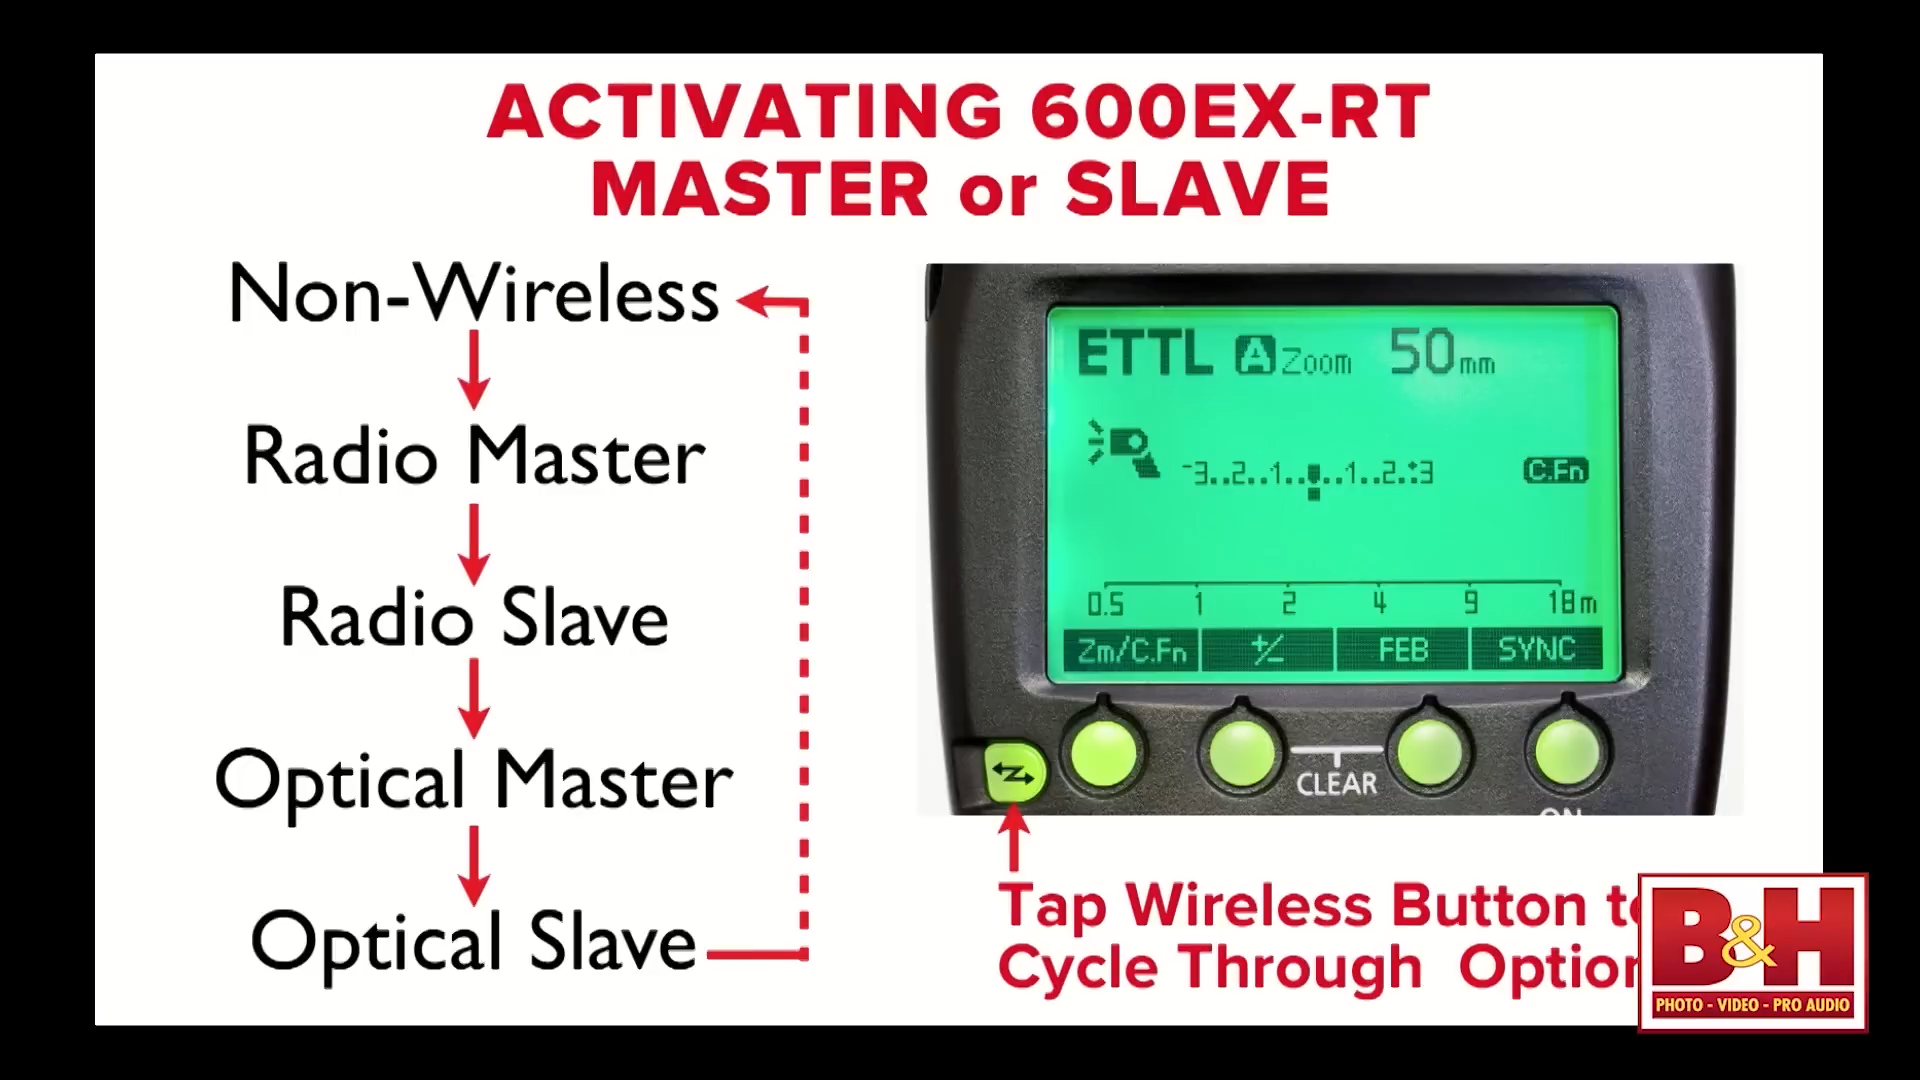 ACTIVATING 600EX-RT
MASTER or SLAVE
Non-Wireless
Radio Master
Radio Slave
Optical Master
Optical Slave
ETTL A Zoom 50mm
-3..2..1....1..2..+3
C.Fn
0.5 1 2 4 9 18m
Zm/C.Fn +/- FEB SYNC
CLEAR
Tap Wireless Button
Cycle Through
B&H
PHOTO - VIDEO - PRO AUDIO